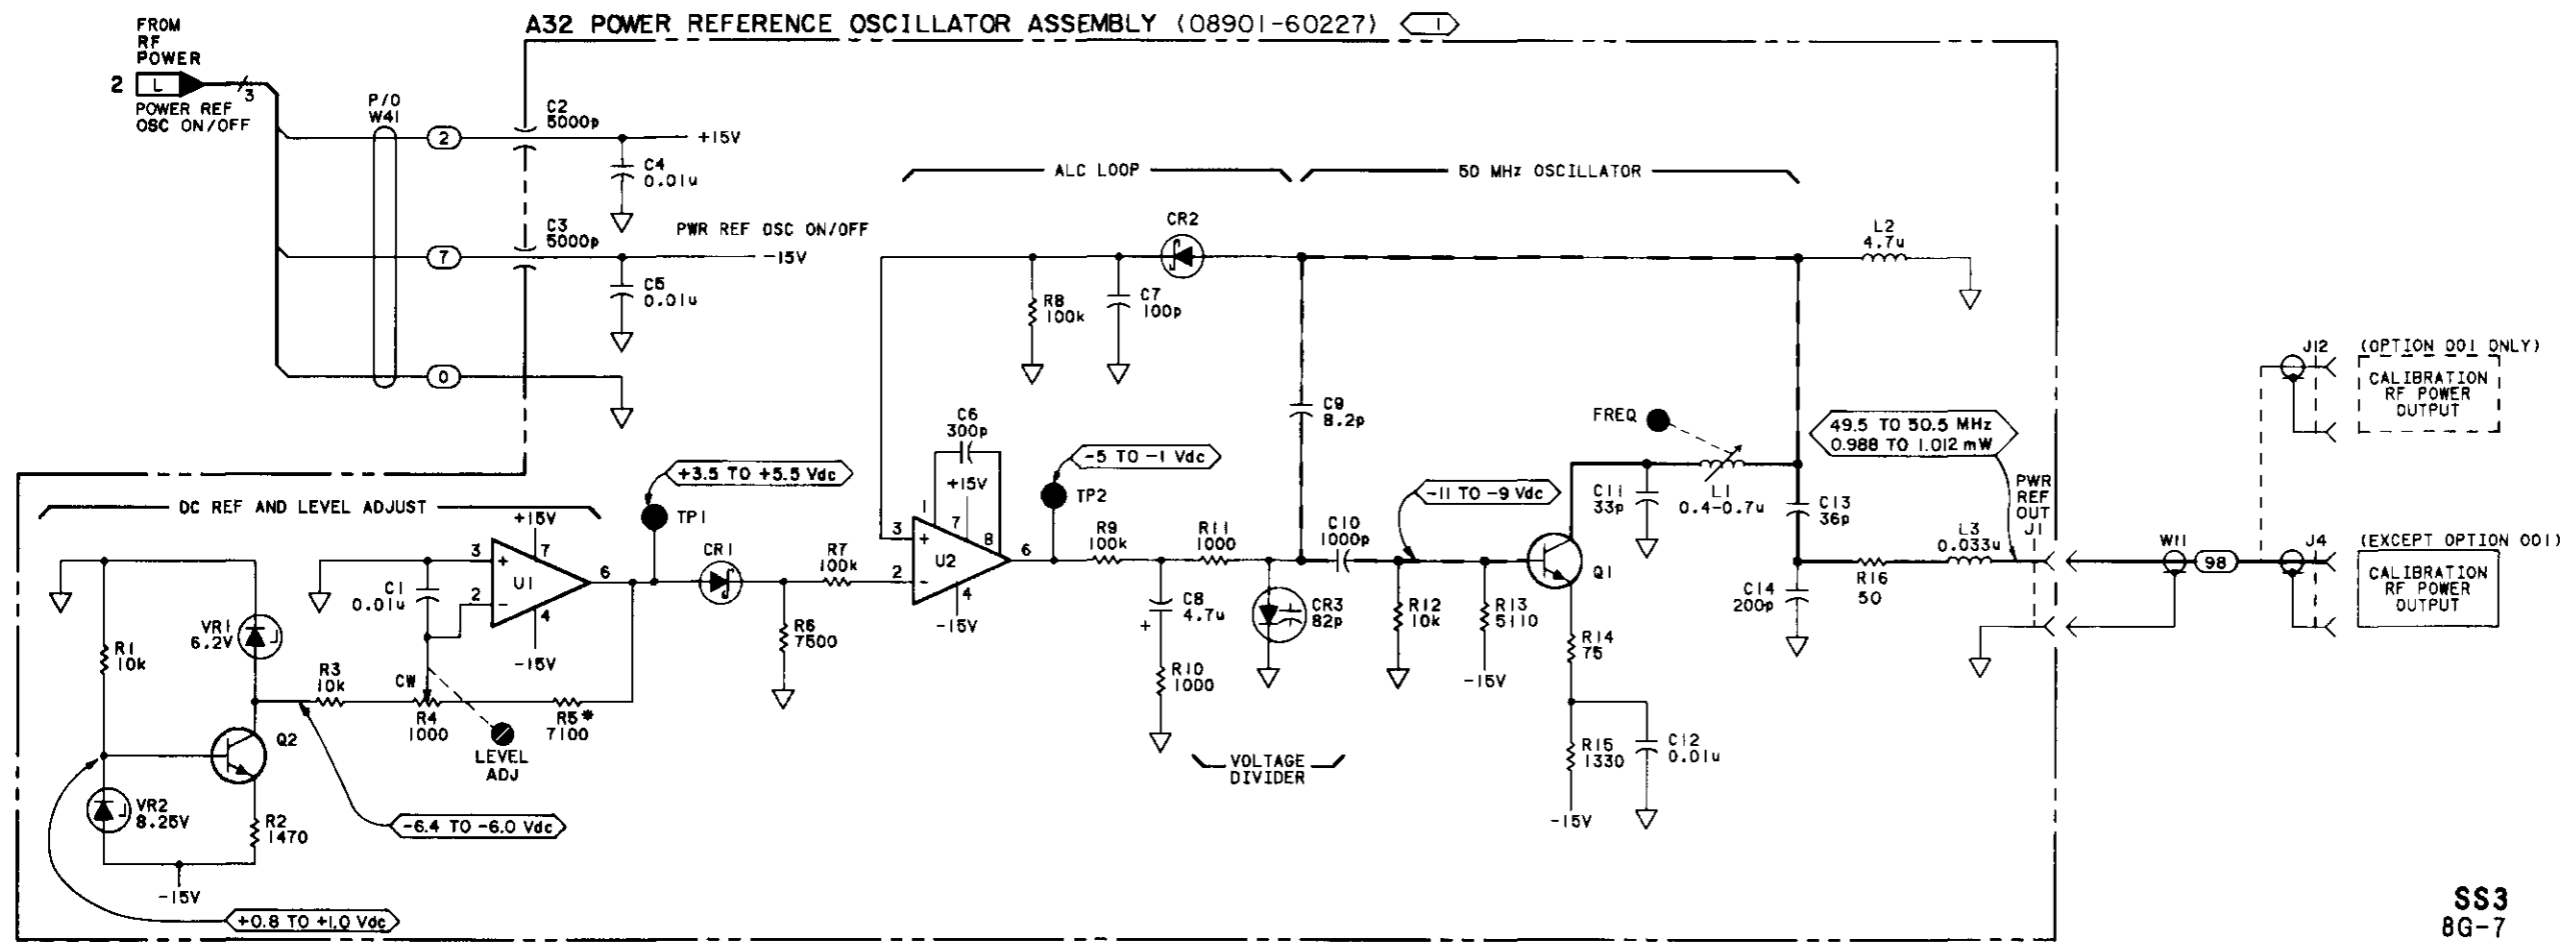 A32 POWER REFERENCE OSCILLATOR ASSEMBLY (08901-60227) 1
FROM
RF
POWER
2 L
3
POWER REF
OSC ON/OFF
P/O
W41
2
C2
5000p
+15V
C4
0.01u
7
C3
5000p
PWR REF OSC ON/OFF
-15V
C5
0.01u
0
ALC LOOP
50 MHz OSCILLATOR
CR2
L2
4.7u
R8
100k
C7
100p
C9
8.2p
C6
300p
+15V
1
7
8
3
+
2
-
U2
6
4
-15V
-5 TO -1 Vdc
TP2
FREQ
49.5 TO 50.5 MHz
0.988 TO 1.012 mW
J12
(OPTION 001 ONLY)
CALIBRATION
RF POWER
OUTPUT
DC REF AND LEVEL ADJUST
+3.5 TO +5.5 Vdc
TP1
CR1
R7
100k
R6
7500
+15V
3
+
7
U1
6
2
-
4
-15V
C1
0.01u
VR1
6.2V
R1
10k
R3
10k
CW
R4
1000
R5*
7100
LEVEL
ADJ
Q2
VR2
8.25V
R2
1470
-15V
-6.4 TO -6.0 Vdc
+0.8 TO +1.0 Vdc
R9
100k
R11
1000
C8
4.7u
+
R10
1000
CR3
82p
VOLTAGE
DIVIDER
C10
1000p
-11 TO -9 Vdc
R12
10k
R13
5110
-15V
Q1
R14
75
R15
1330
-15V
C12
0.01u
C11
33p
L1
0.4-0.7u
C13
36p
C14
200p
R16
50
L3
0.033u
PWR
REF
OUT
J1
W11
98
J4
(EXCEPT OPTION 001)
CALIBRATION
RF POWER
OUTPUT
SS3
8G-7